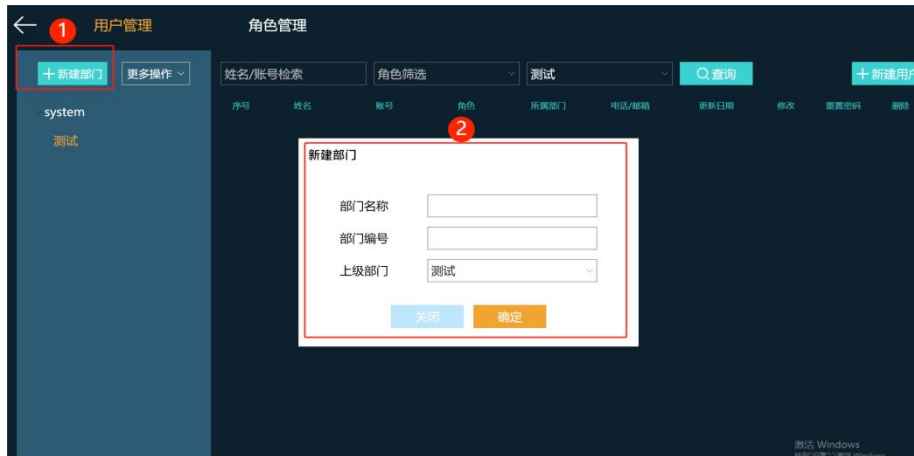 1 用户管理 角色管理
＋新建部门 更多操作 姓名/账号检索 角色筛选 测试 查询 ＋新建用户
system 序号 姓名 账号 角色 所属部门 电话/邮箱 更新日期 修改 重置密码 删除
测试
2
新建部门
部门名称
部门编号
上级部门 测试
关闭 确定
激活 Windows